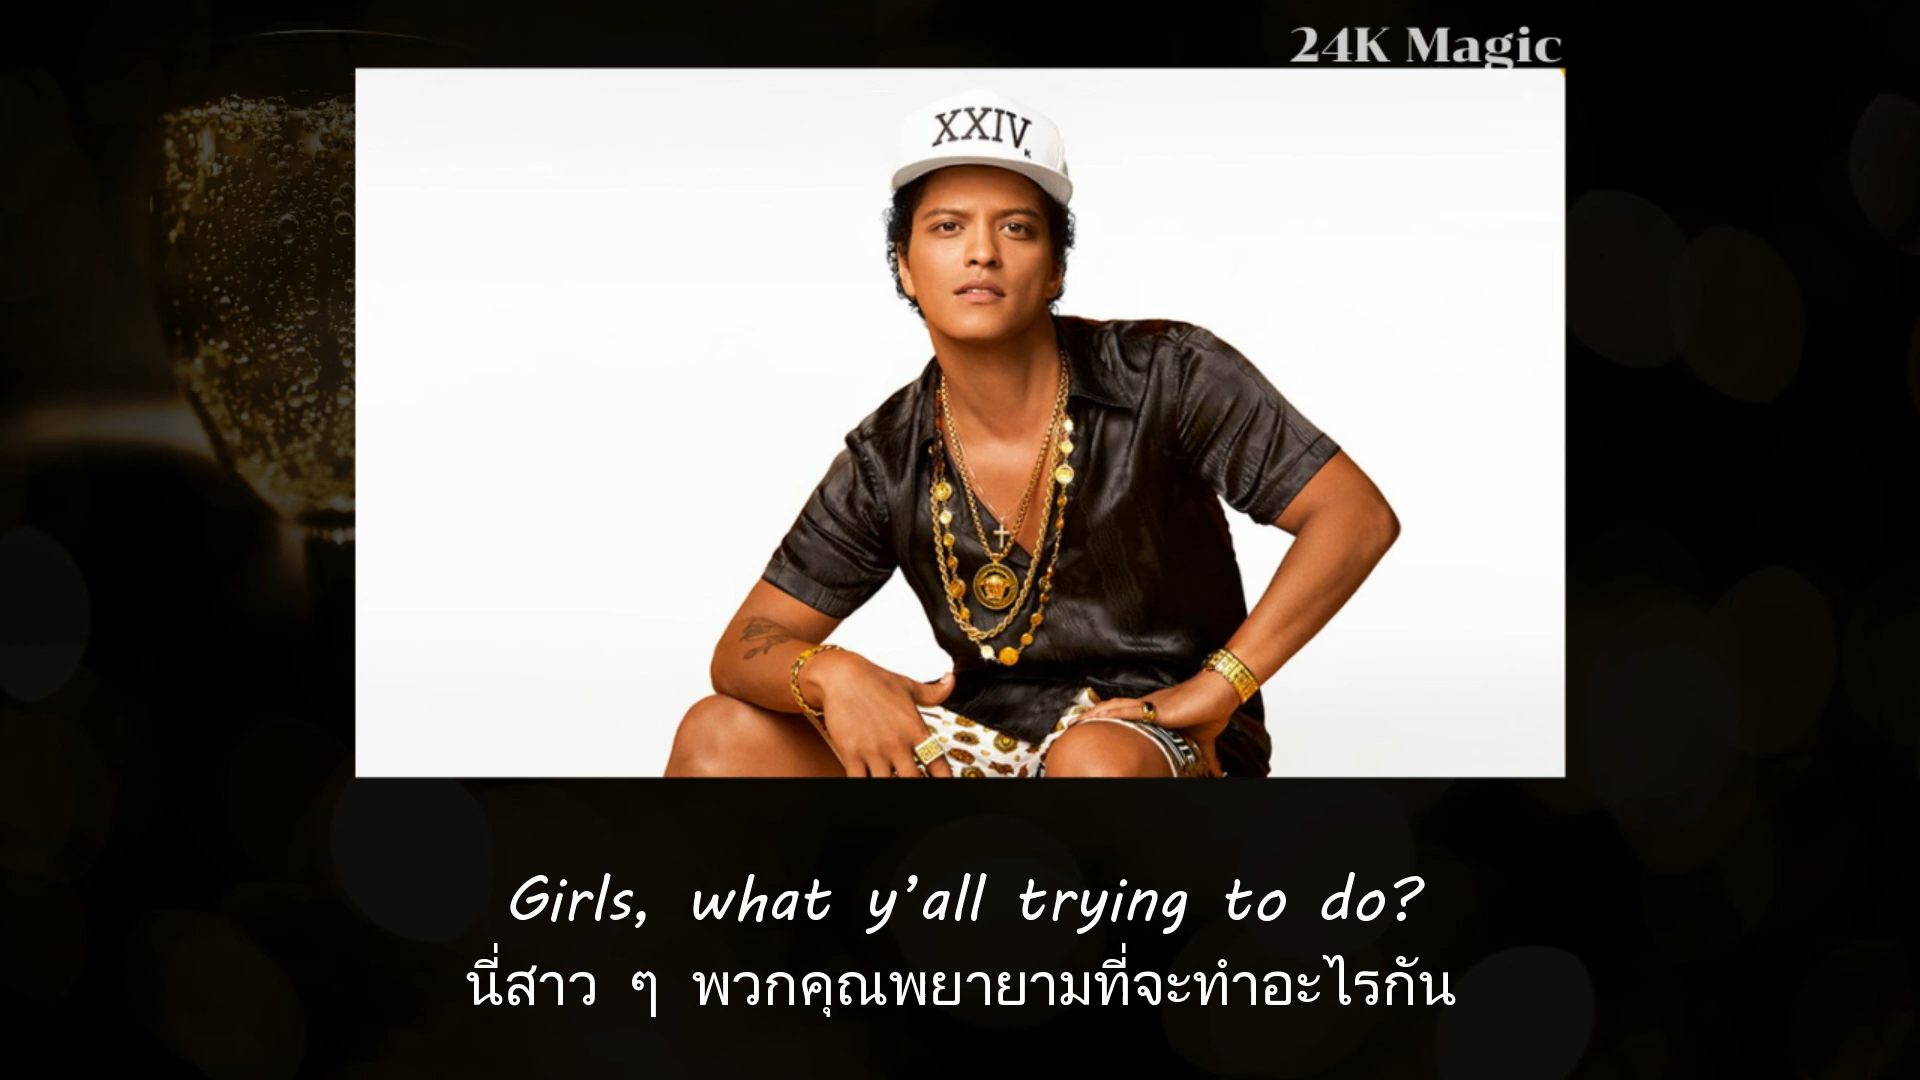 24K Magic
XXIV
K
Girls, what y’all trying to do?
นี่สาว ๆ พวกคุณพยายามที่จะทำอะไรกัน